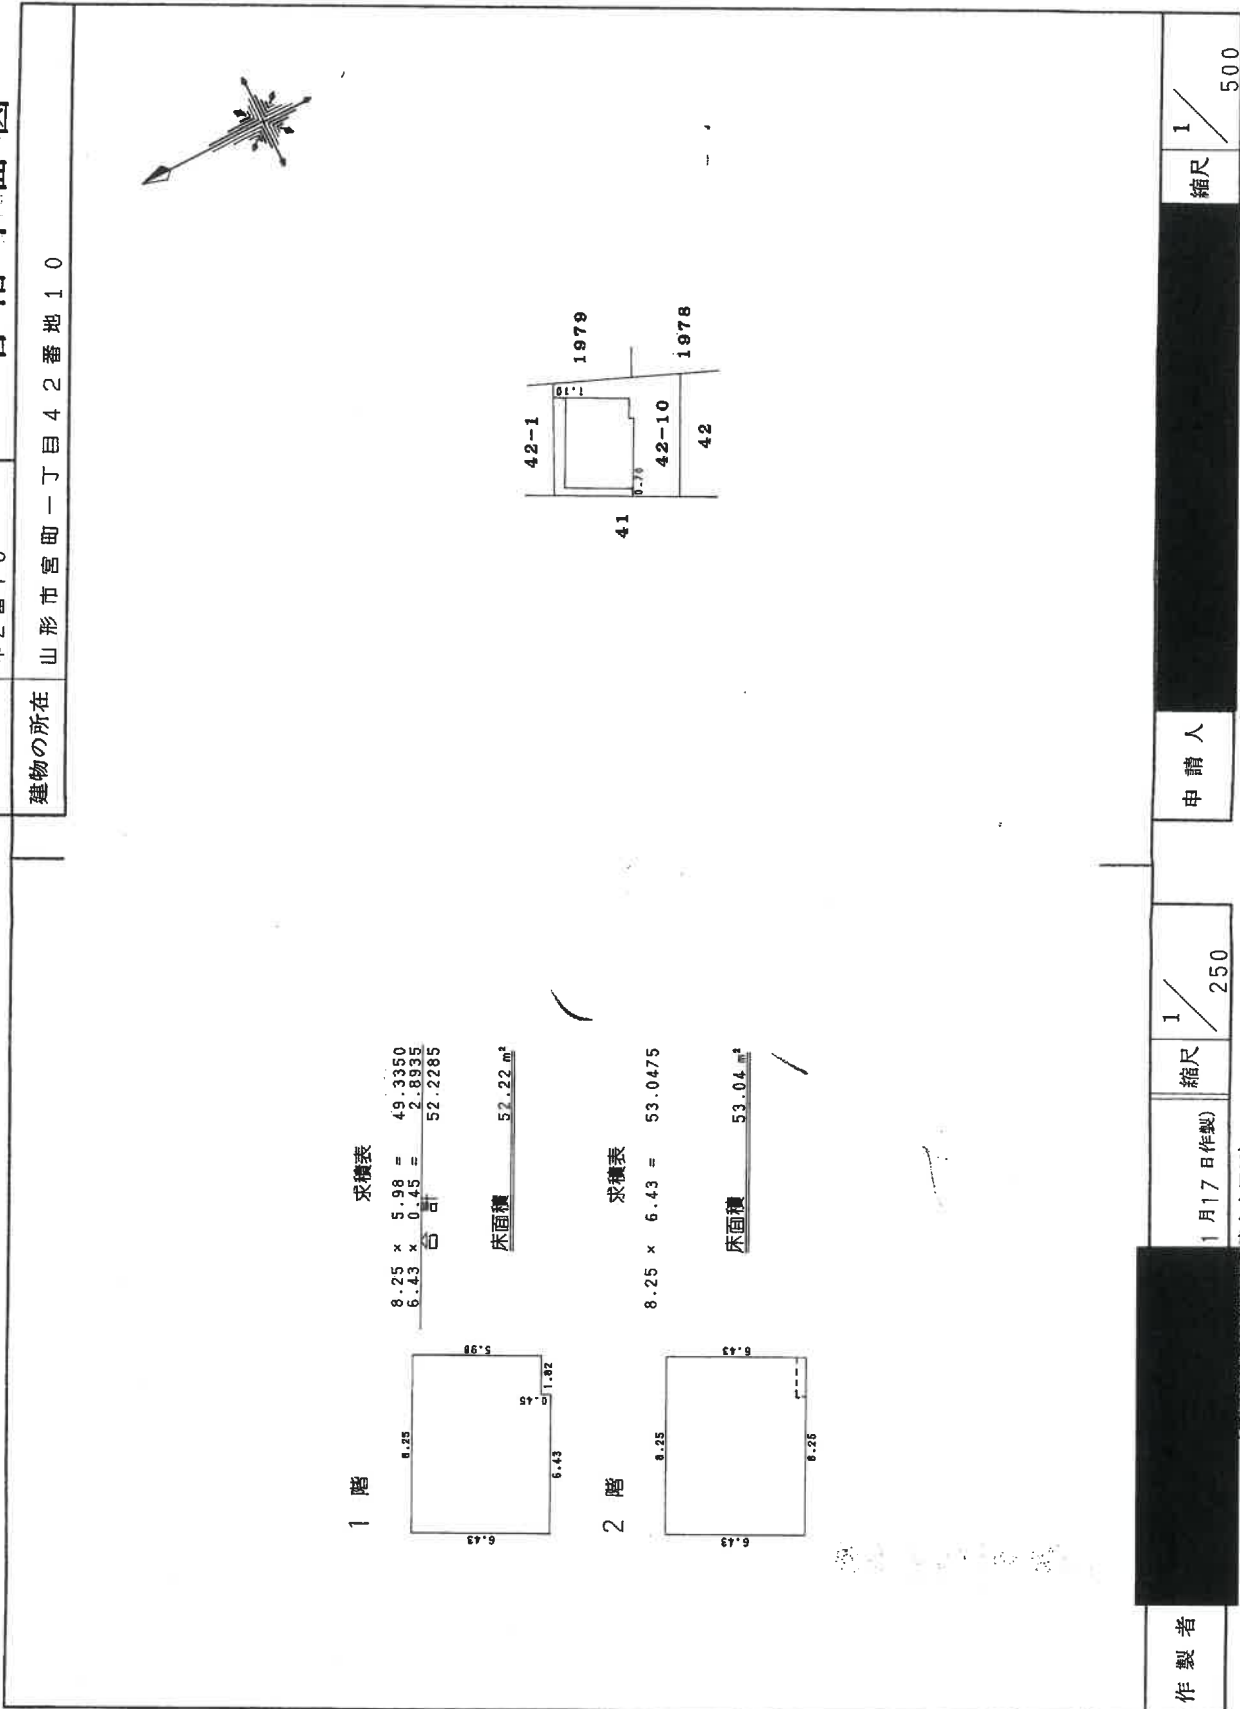 建物の所在
山形市宮町一丁目42番地10
1階
8.25
6.43
5.98
0.45
1.82
6.43
求積表
8.25 × 5.98 = 49.3350
6.43 × 0.45 = 2.8935
合計 52.2285
床面積 52.22 m²
2階
8.25
6.43
6.43
8.25
求積表
8.25 × 6.43 = 53.0475
床面積 53.04 m²
42-1
1979
1.10
41
0.70
42-10
1978
42
作製者
1月17日作製)
縮尺 1/250
申請人
縮尺 1/500